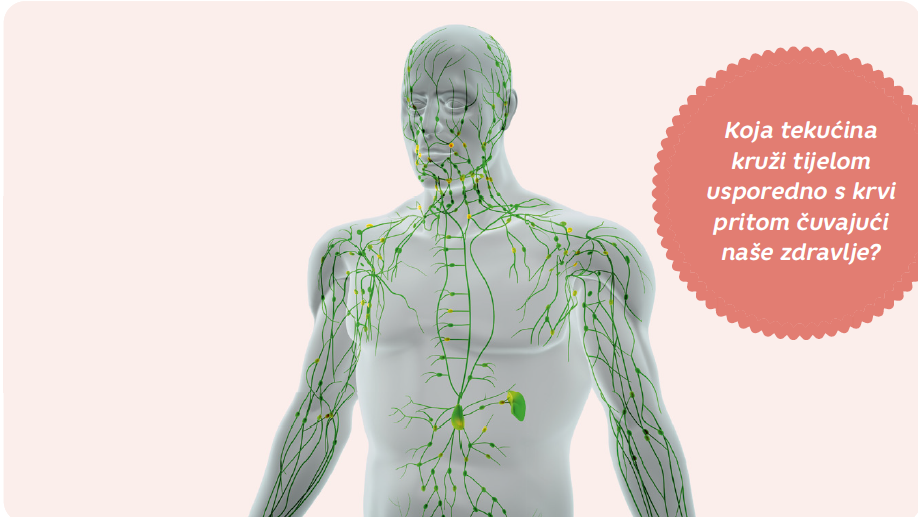 Koja tekućina
kruži tijelom
usporedno s krvi
pritom čuvajući
naše zdravlje?